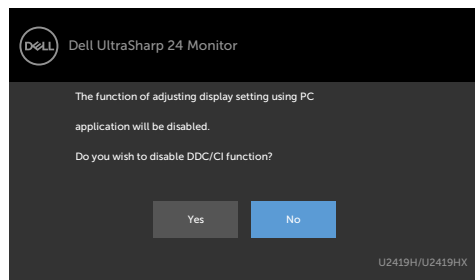 DELL
Dell UltraSharp 24 Monitor
The function of adjusting display setting using PC
application will be disabled.
Do you wish to disable DDC/CI function?
Yes
No
U2419H/U2419HX